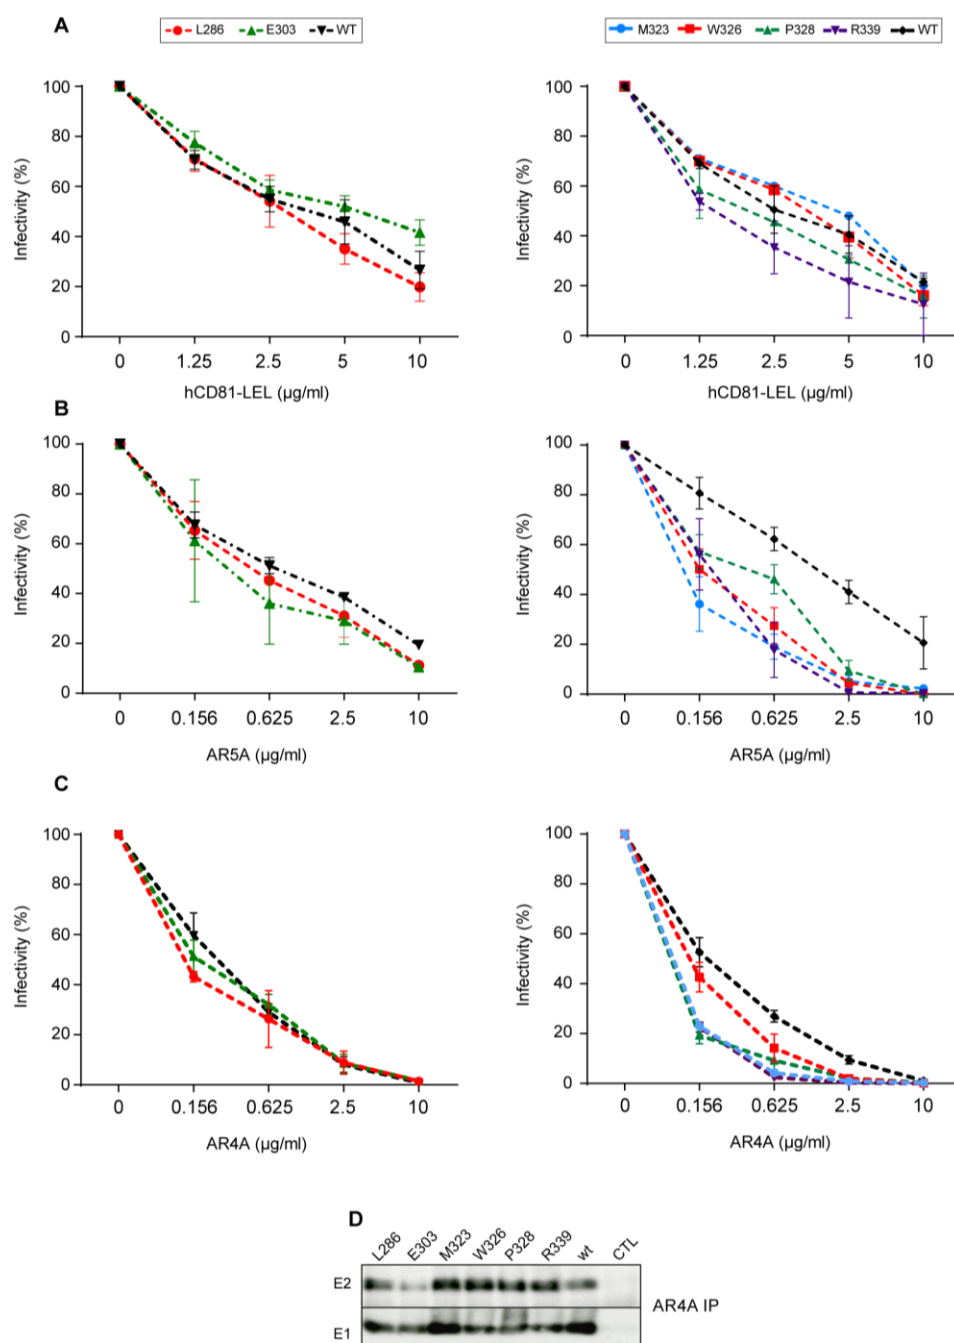 A
L286 E303 WT
M323 W326 P328 R339 WT
Infectivity (%)
100
80
60
40
20
0
0 1.25 2.5 5 10
hCD81-LEL (µg/ml)
Infectivity (%)
100
80
60
40
20
0
0 1.25 2.5 5 10
hCD81-LEL (µg/ml)
B
Infectivity (%)
100
80
60
40
20
0
0 0.156 0.625 2.5 10
AR5A (µg/ml)
Infectivity (%)
100
80
60
40
20
0
0 0.156 0.625 2.5 10
AR5A (µg/ml)
C
Infectivity (%)
100
80
60
40
20
0
0 0.156 0.625 2.5 10
AR4A (µg/ml)
Infectivity (%)
100
80
60
40
20
0
0 0.156 0.625 2.5 10
AR4A (µg/ml)
D
L286 E303 M323 W326 P328 R339 wt CTL
E2
AR4A IP
E1